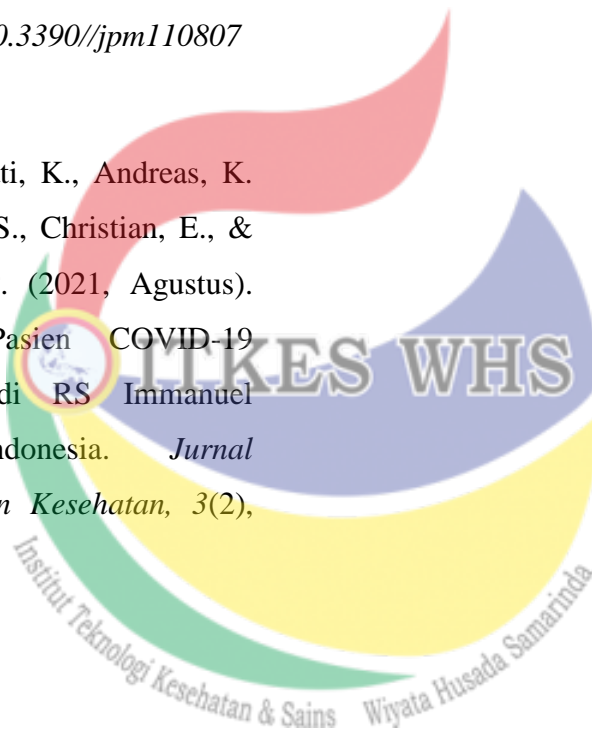 0.3390//jpm110807
ti, K., Andreas, K.
S., Christian, E., &
. (2021, Agustus).
Pasien COVID-19
di RS Immanuel
ndonesia. Jurnal
n Kesehatan, 3(2),
ITKES WHS
Institut Teknologi Kesehatan & Sains Wiyata Husada Samarinda